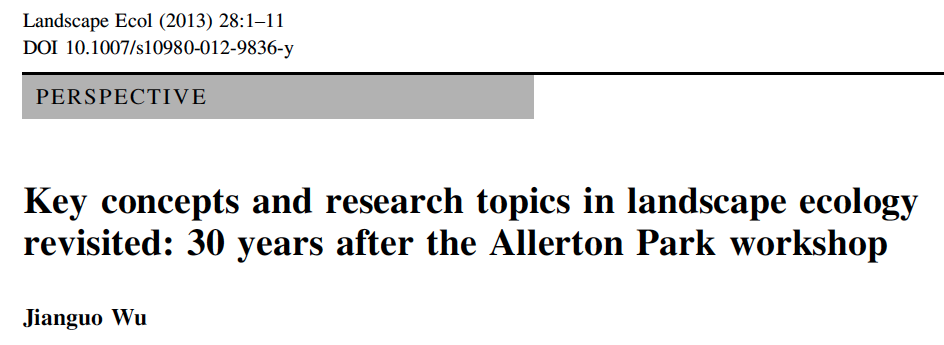 Landscape Ecol (2013) 28:1–11
DOI 10.1007/s10980-012-9836-y
PERSPECTIVE
Key concepts and research topics in landscape ecology
revisited: 30 years after the Allerton Park workshop
Jianguo Wu